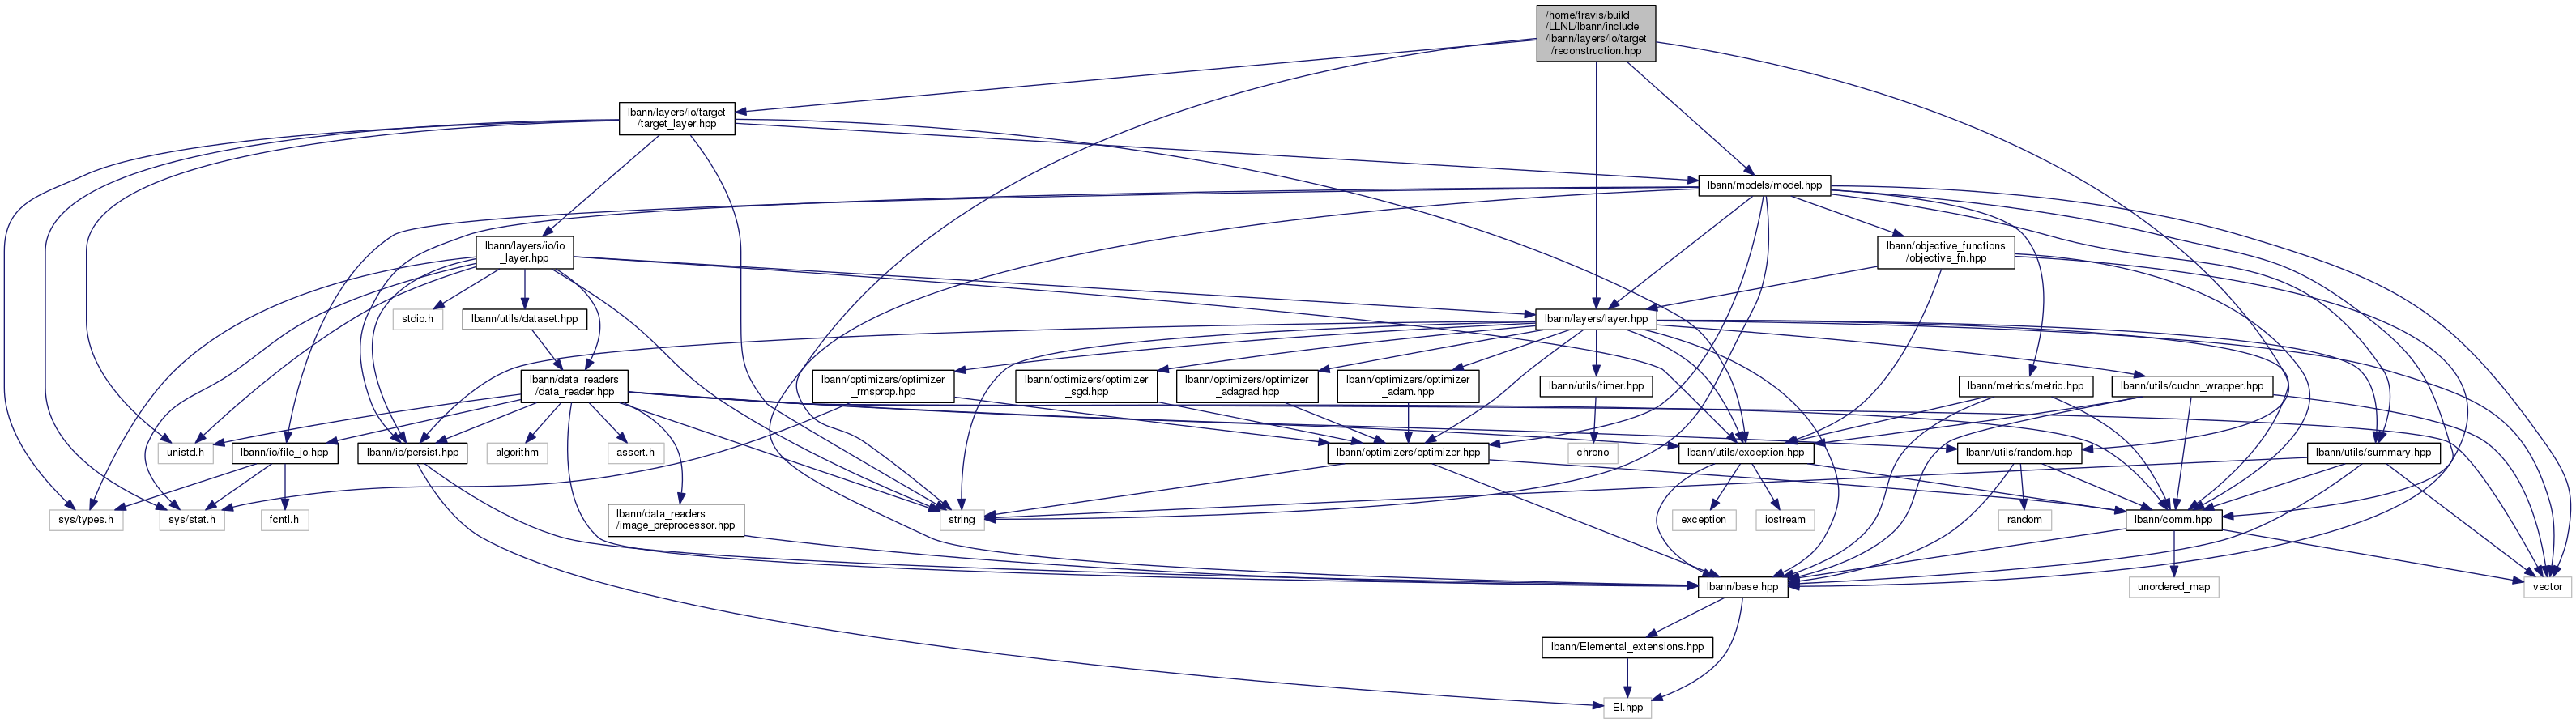 /home/travis/build
/LLNL/lbann/include
/lbann/layers/io/target
/reconstruction.hpp
lbann/layers/io/target
/target_layer.hpp
lbann/models/model.hpp
lbann/layers/io/io
_layer.hpp
lbann/objective_functions
/objective_fn.hpp
stdio.h
lbann/utils/dataset.hpp
lbann/layers/layer.hpp
lbann/data_readers
/data_reader.hpp
lbann/optimizers/optimizer
_rmsprop.hpp
lbann/optimizers/optimizer
_sgd.hpp
lbann/optimizers/optimizer
_adagrad.hpp
lbann/optimizers/optimizer
_adam.hpp
lbann/utils/timer.hpp
lbann/metrics/metric.hpp
lbann/utils/cudnn_wrapper.hpp
unistd.h
lbann/io/file_io.hpp
lbann/io/persist.hpp
algorithm
assert.h
lbann/optimizers/optimizer.hpp
chrono
lbann/utils/exception.hpp
lbann/utils/random.hpp
lbann/utils/summary.hpp
sys/types.h
sys/stat.h
fcntl.h
lbann/data_readers
/image_preprocessor.hpp
string
exception
iostream
random
lbann/comm.hpp
lbann/base.hpp
unordered_map
vector
lbann/Elemental_extensions.hpp
El.hpp